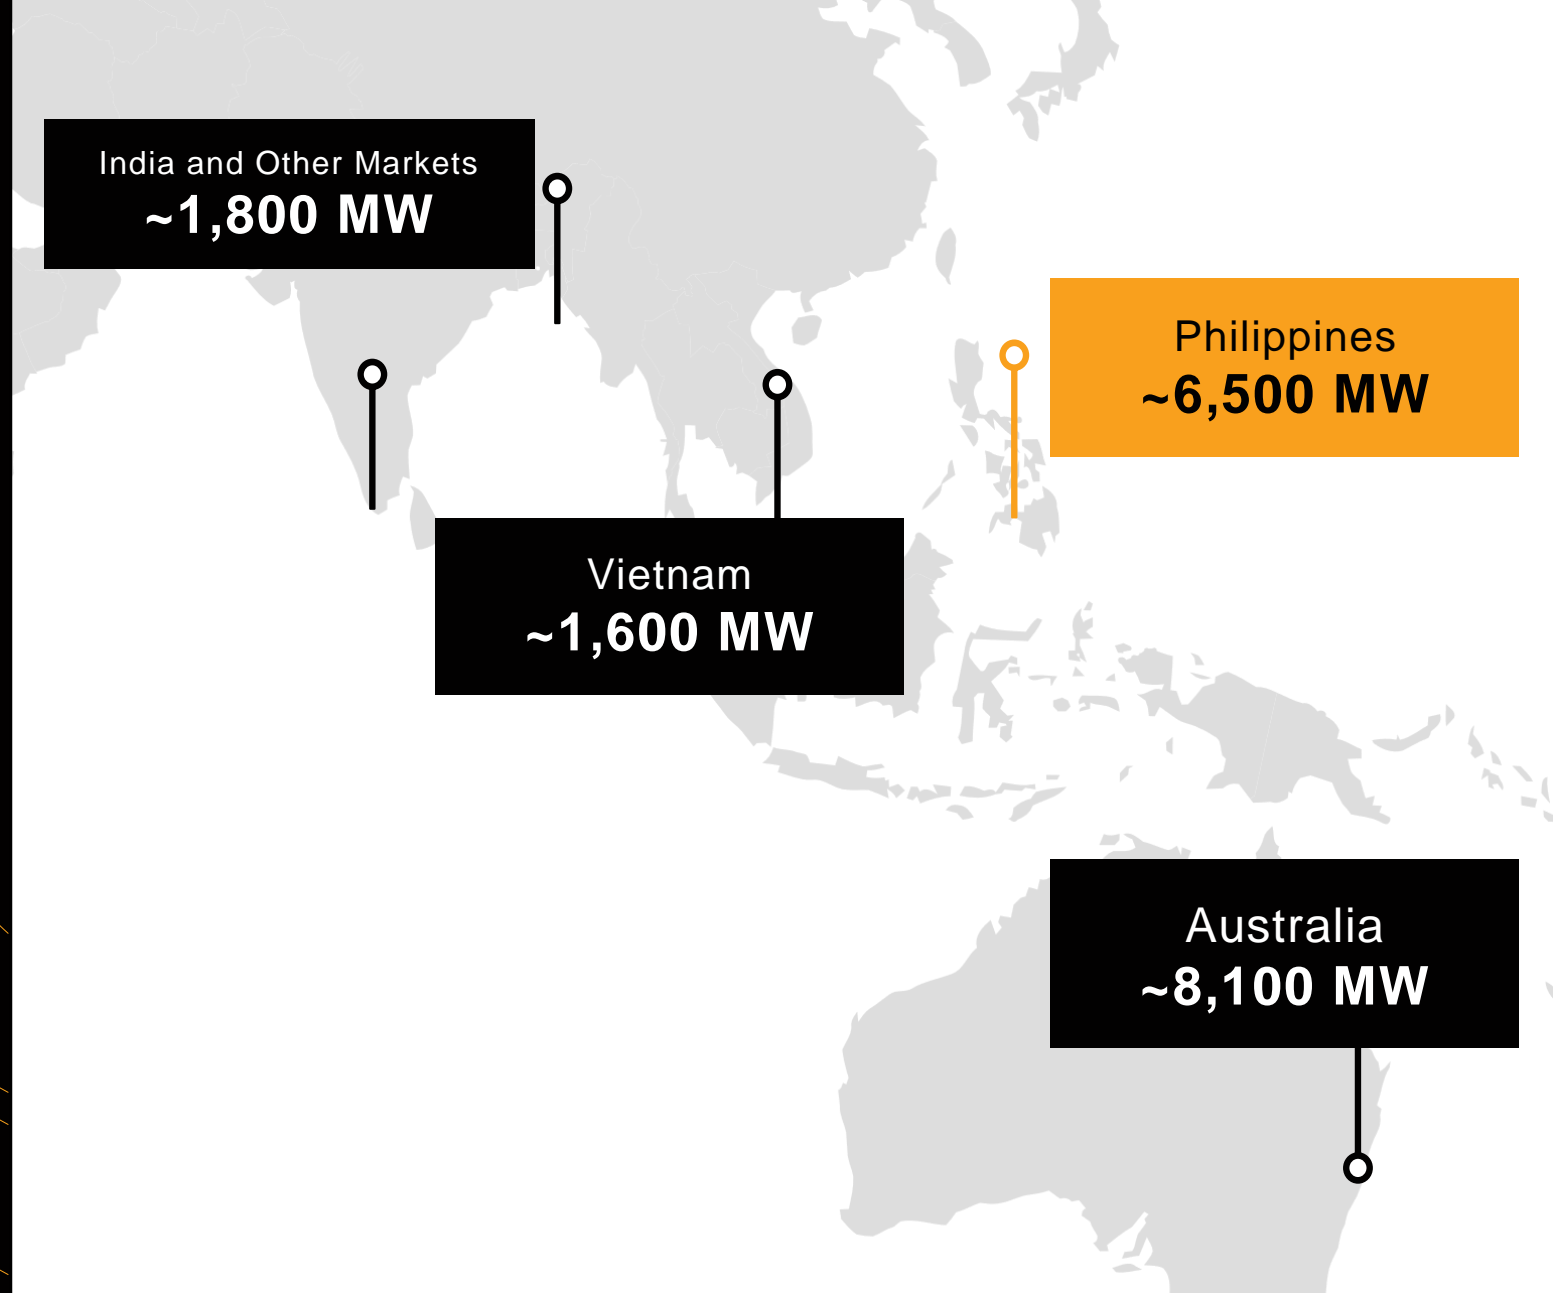 India and Other Markets
~1,800 MW
Philippines
~6,500 MW
Vietnam
~1,600 MW
Australia
~8,100 MW